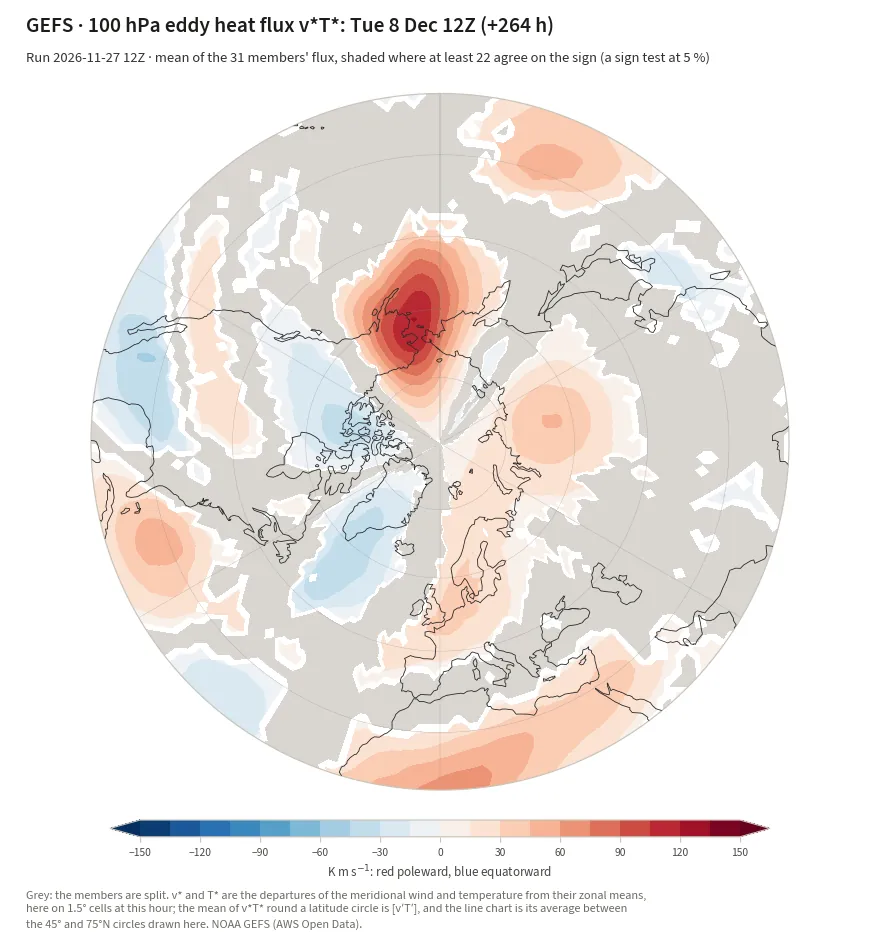 GEFS · 100 hPa eddy heat flux v*T*: Tue 8 Dec 12Z (+264 h)
Run 2026-11-27 12Z · mean of the 31 members' flux, shaded where at least 22 agree on the sign (a sign test at 5 %)
−150 −120 −90 −60 −30 0 30 60 90 120 150
K m s⁻¹: red poleward, blue equatorward
Grey: the members are split. v* and T* are the departures of the meridional wind and temperature from their zonal means,
here on 1.5° cells at this hour; the mean of v*T* round a latitude circle is [v′T′], and the line chart is its average between
the 45° and 75°N circles drawn here. NOAA GEFS (AWS Open Data).